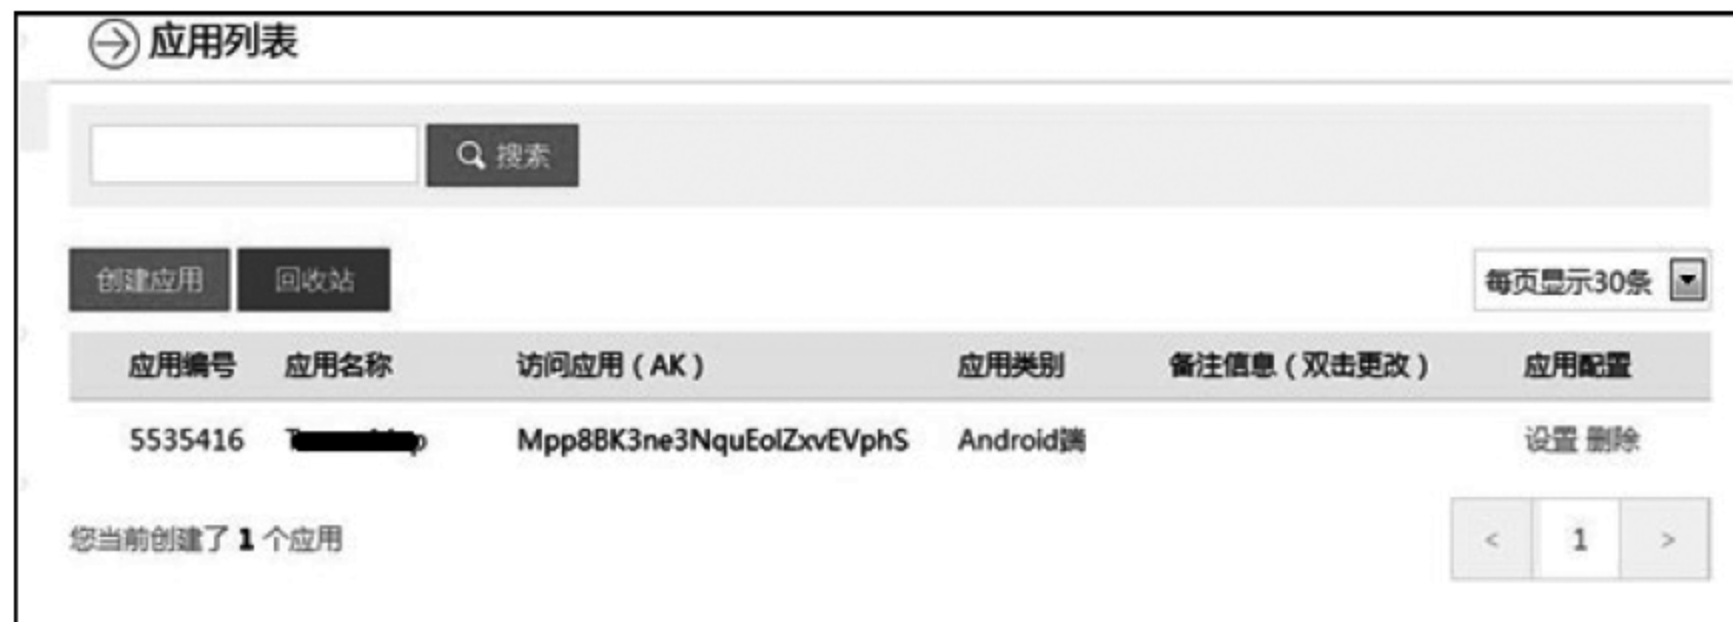 应用列表
搜索
创建应用 回收站 每页显示30条
应用编号 应用名称 访问应用（AK） 应用类别 备注信息（双击更改） 应用配置
5535416 Mpp8BK3ne3NquEolZxvEVphS Android端 设置 删除
您当前创建了 1 个应用 < 1 >